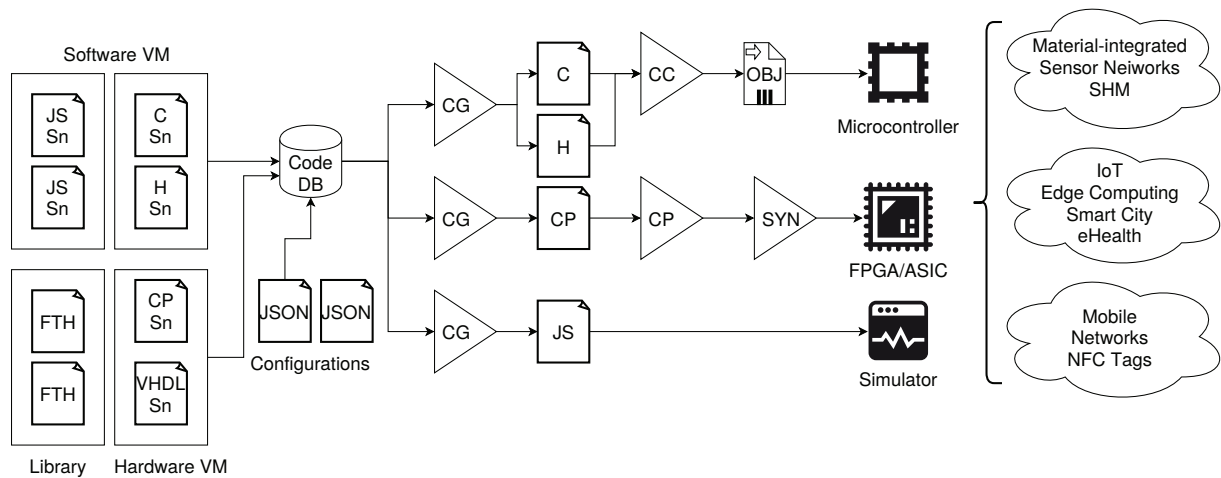 Software VM
JS
Sn
JS
Sn
C
Sn
H
Sn
FTH
FTH
Library
CP
Sn
VHDL
Sn
Hardware VM
Code
DB
JSON
JSON
Configurations
CG
C
H
CC
OBJ
Microcontroller
CG
CP
CP
SYN
FPGA/ASIC
CG
JS
Simulator
Material-integrated
Sensor Neiworks
SHM
IoT
Edge Computing
Smart City
eHealth
Mobile
Networks
NFC Tags